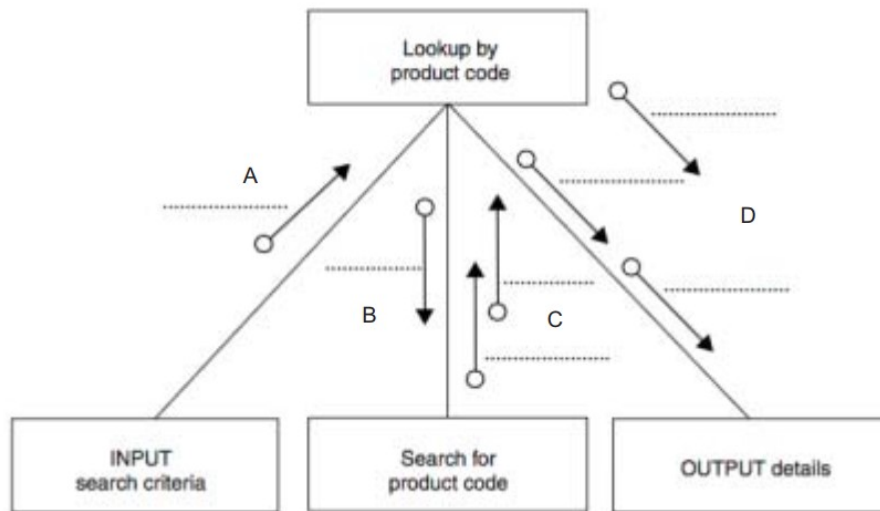 Lookup by
product code
A
D
B
C
INPUT
search criteria
Search for
product code
OUTPUT details